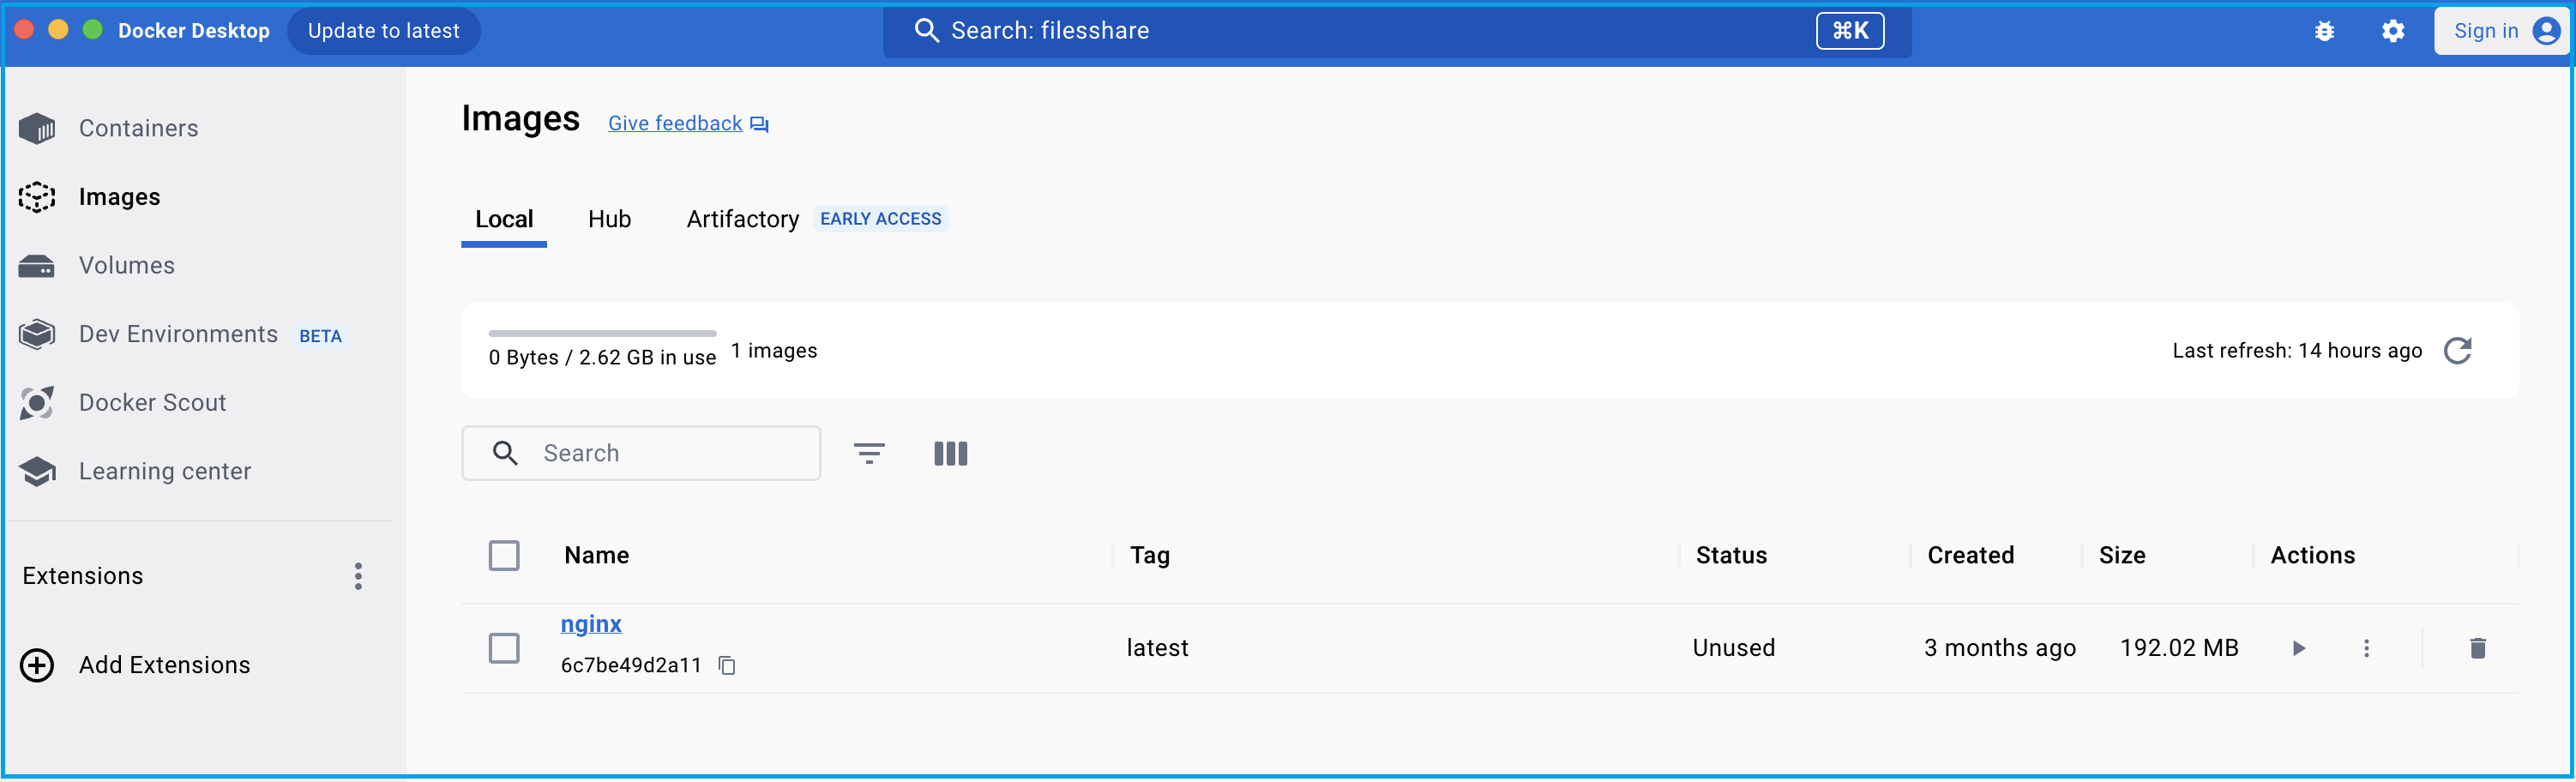 Docker Desktop Update to latest Search: filesshare ⌘K Sign in
Containers
Images
Volumes
Dev Environments BETA
Docker Scout
Learning center
Extensions
Add Extensions
Images Give feedback
Local Hub Artifactory EARLY ACCESS
0 Bytes / 2.62 GB in use 1 images Last refresh: 14 hours ago
Search
Name Tag Status Created Size Actions
nginx
6c7be49d2a11
latest Unused 3 months ago 192.02 MB